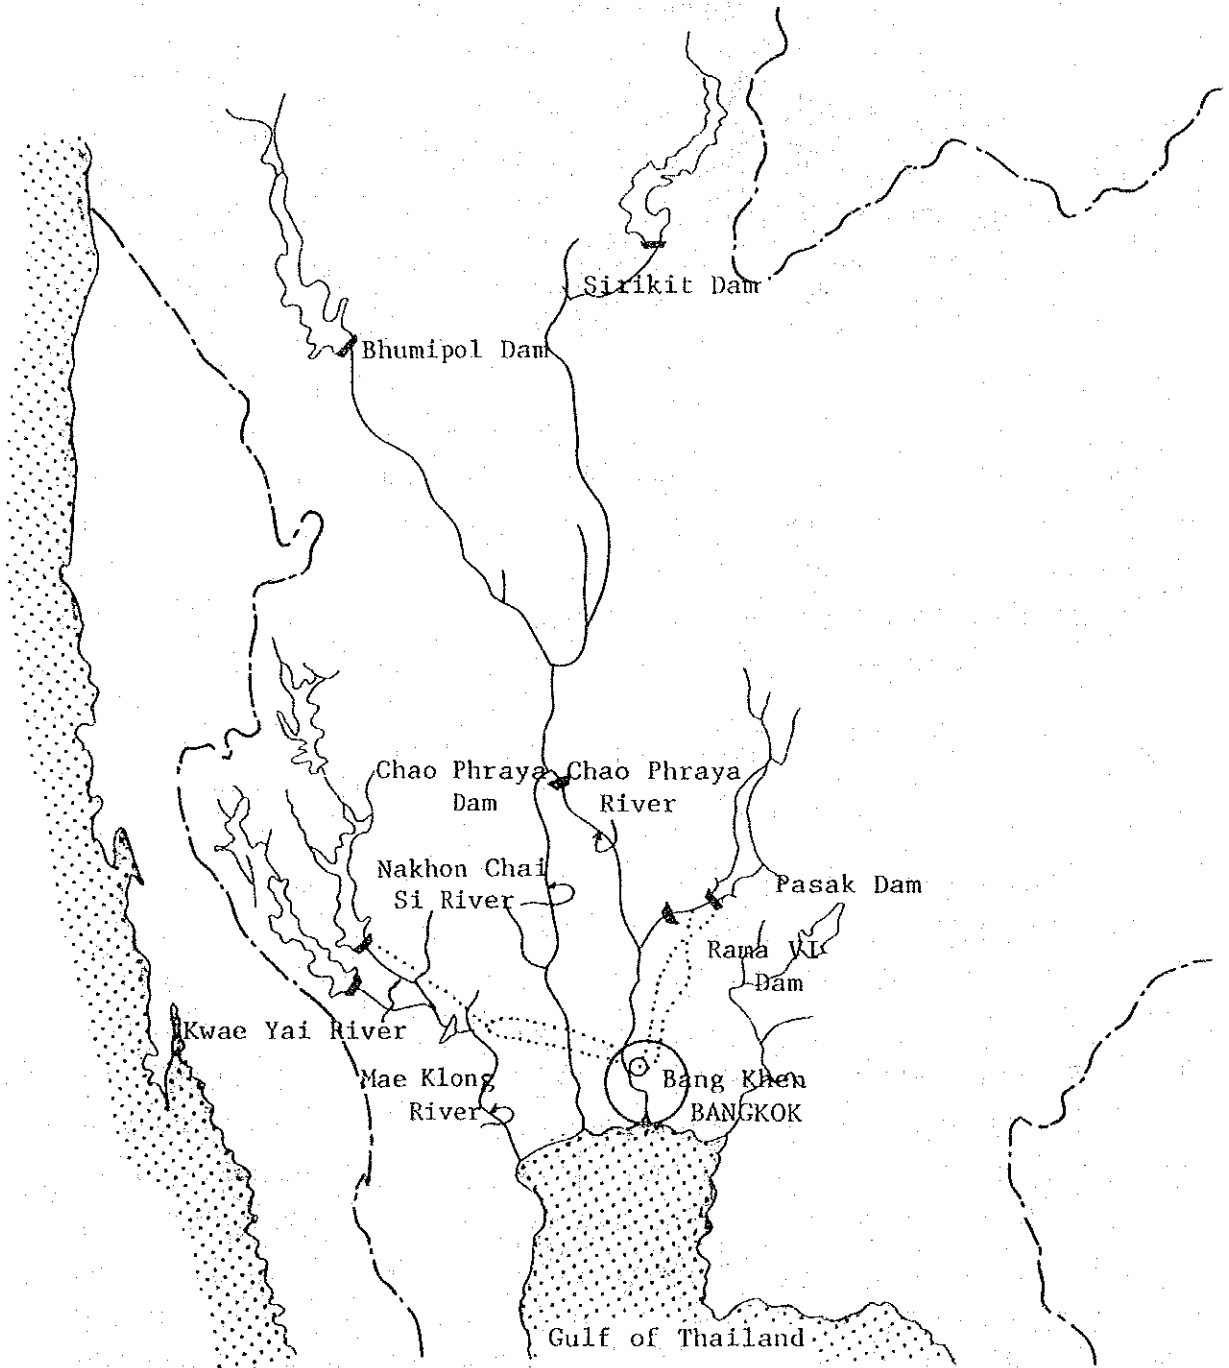 Sirikit Dam
Bhumipol Dam
Chao Phraya
Dam
Chao Phraya
River
Nakhon Chai
Si River
Pasak Dam
Rama VI
Dam
Kwae Yai River
Mae Klong
River
Bang Khen
BANGKOK
Gulf of Thailand